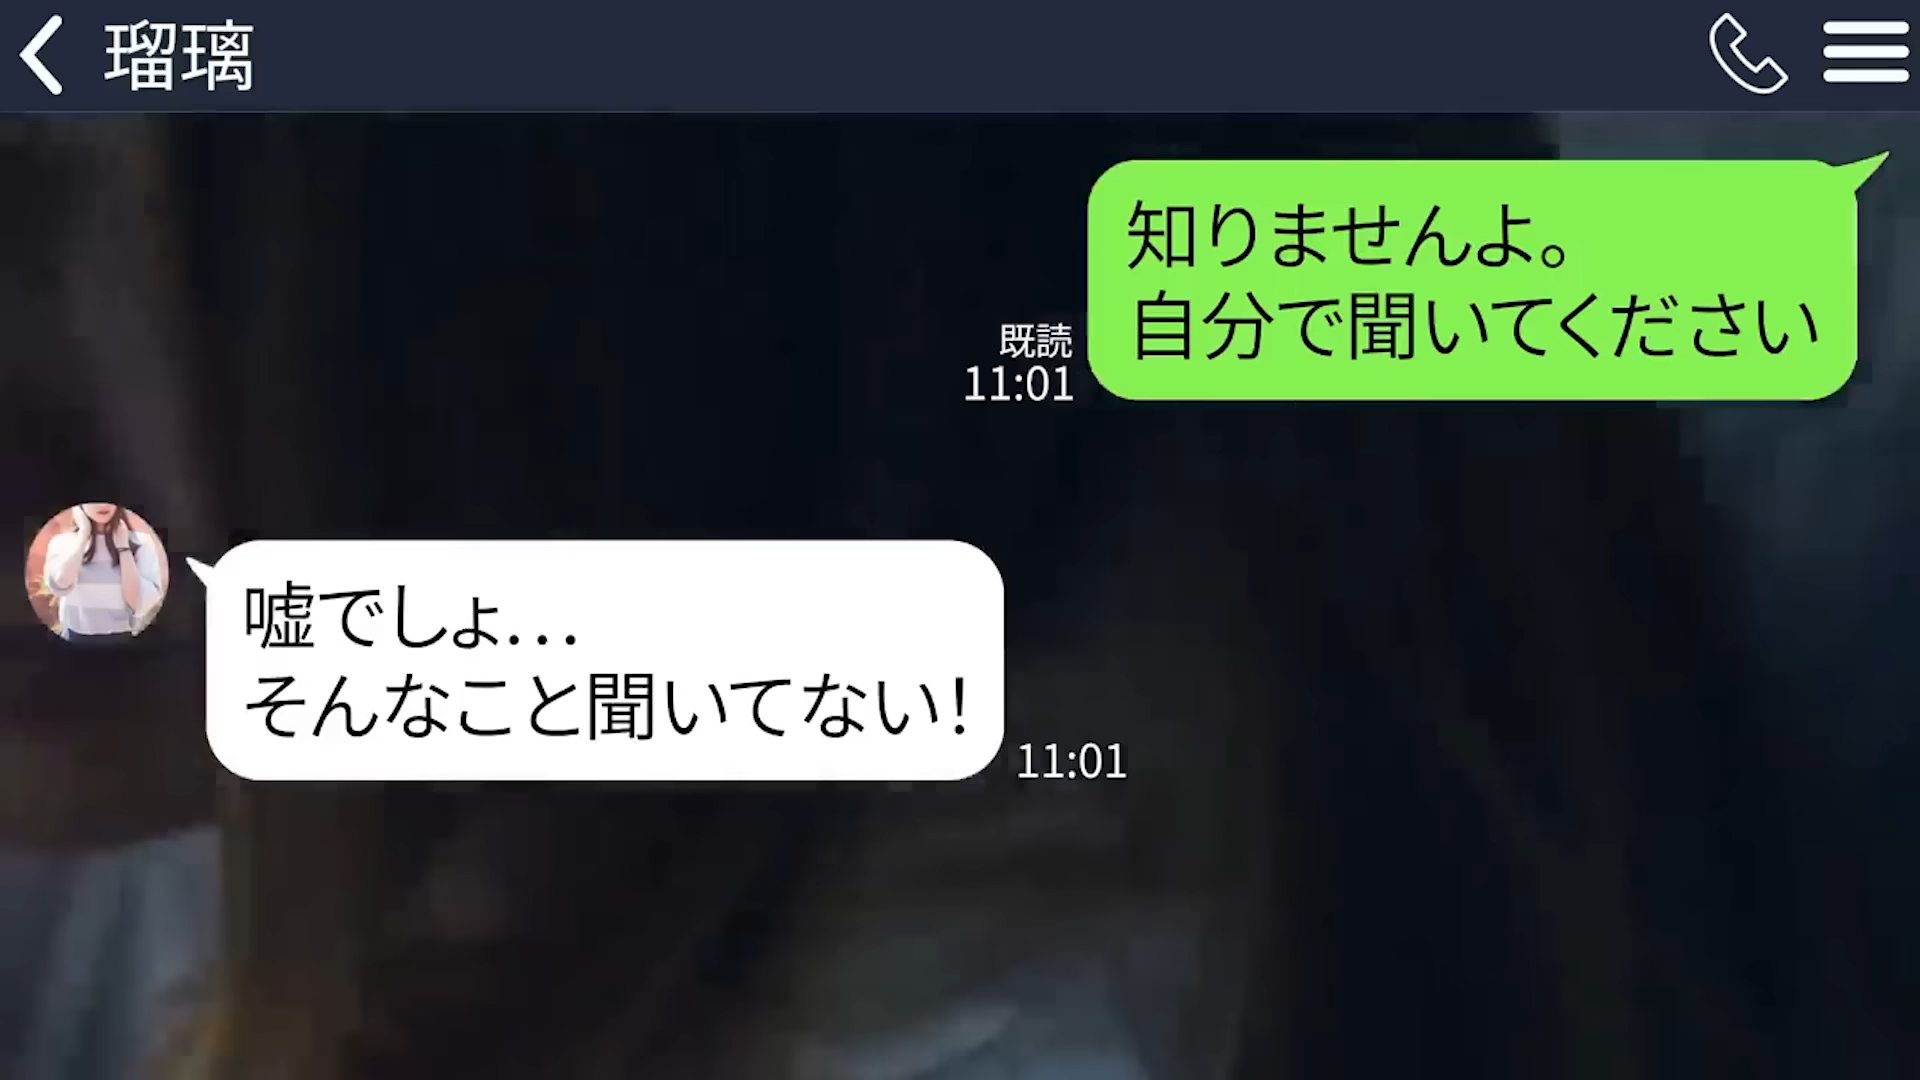 瑠璃
知りませんよ。
自分で聞いてください
既読
11:01
嘘でしょ...
そんなこと聞いてない!
11:01